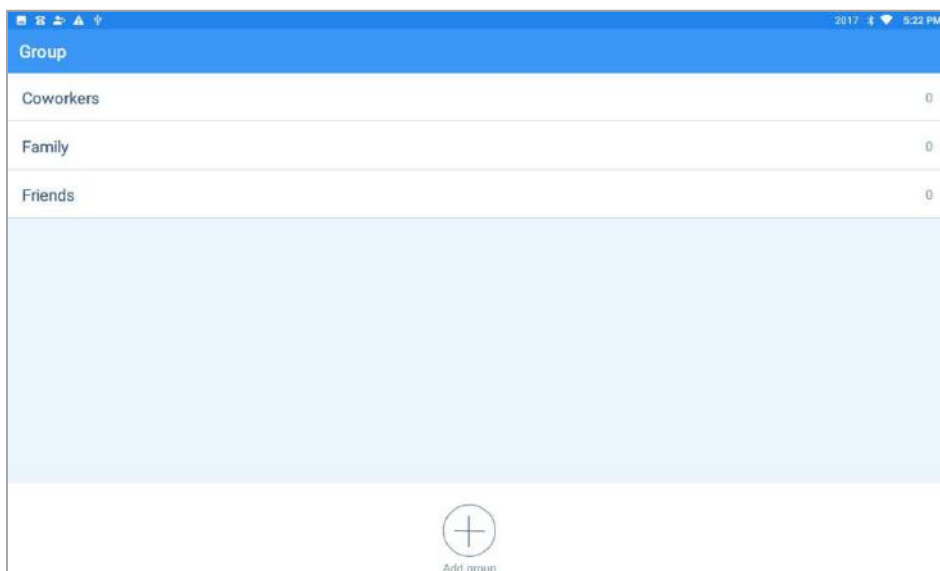 2017 5:22 PM
Group
Coworkers 0
Family 0
Friends 0
Add group